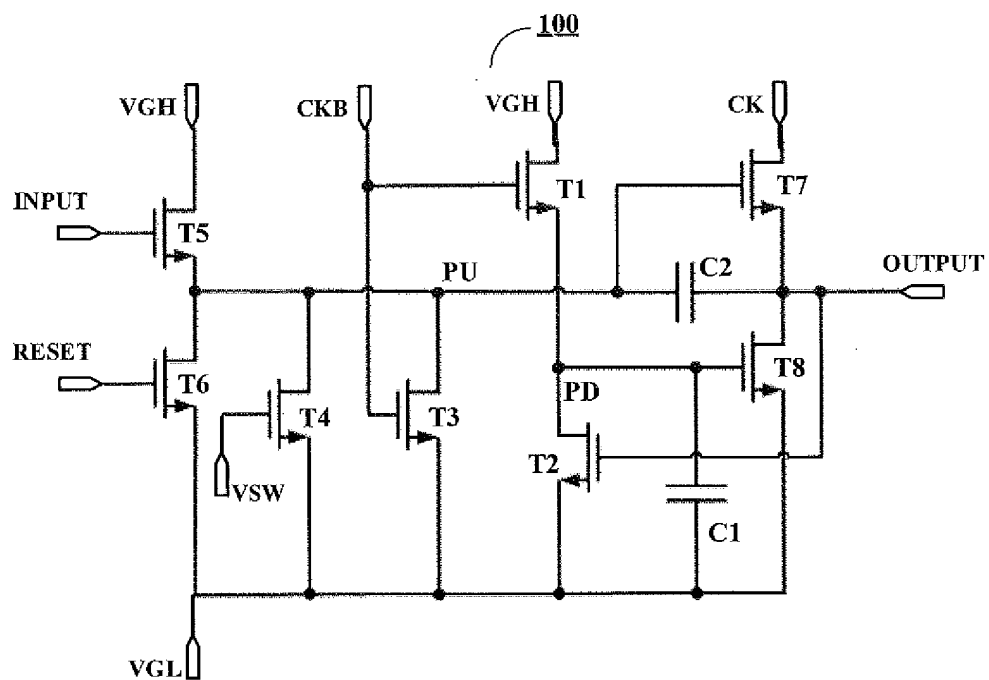 100
VGH
CKB
VGH
CK
INPUT
T5
T1
T7
PU
C2
OUTPUT
RESET
T6
T4
T3
PD
T8
VSW
T2
C1
VGL